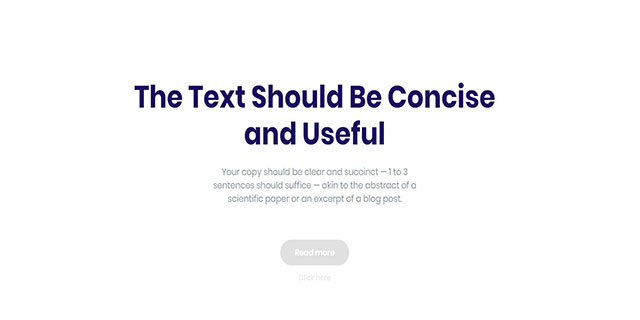 The Text Should Be Concise
and Useful
Your copy should be clear and succinct — 1 to 3
sentences should suffice — akin to the abstract of a
scientific paper or an excerpt of a blog post.
Read more
Click here